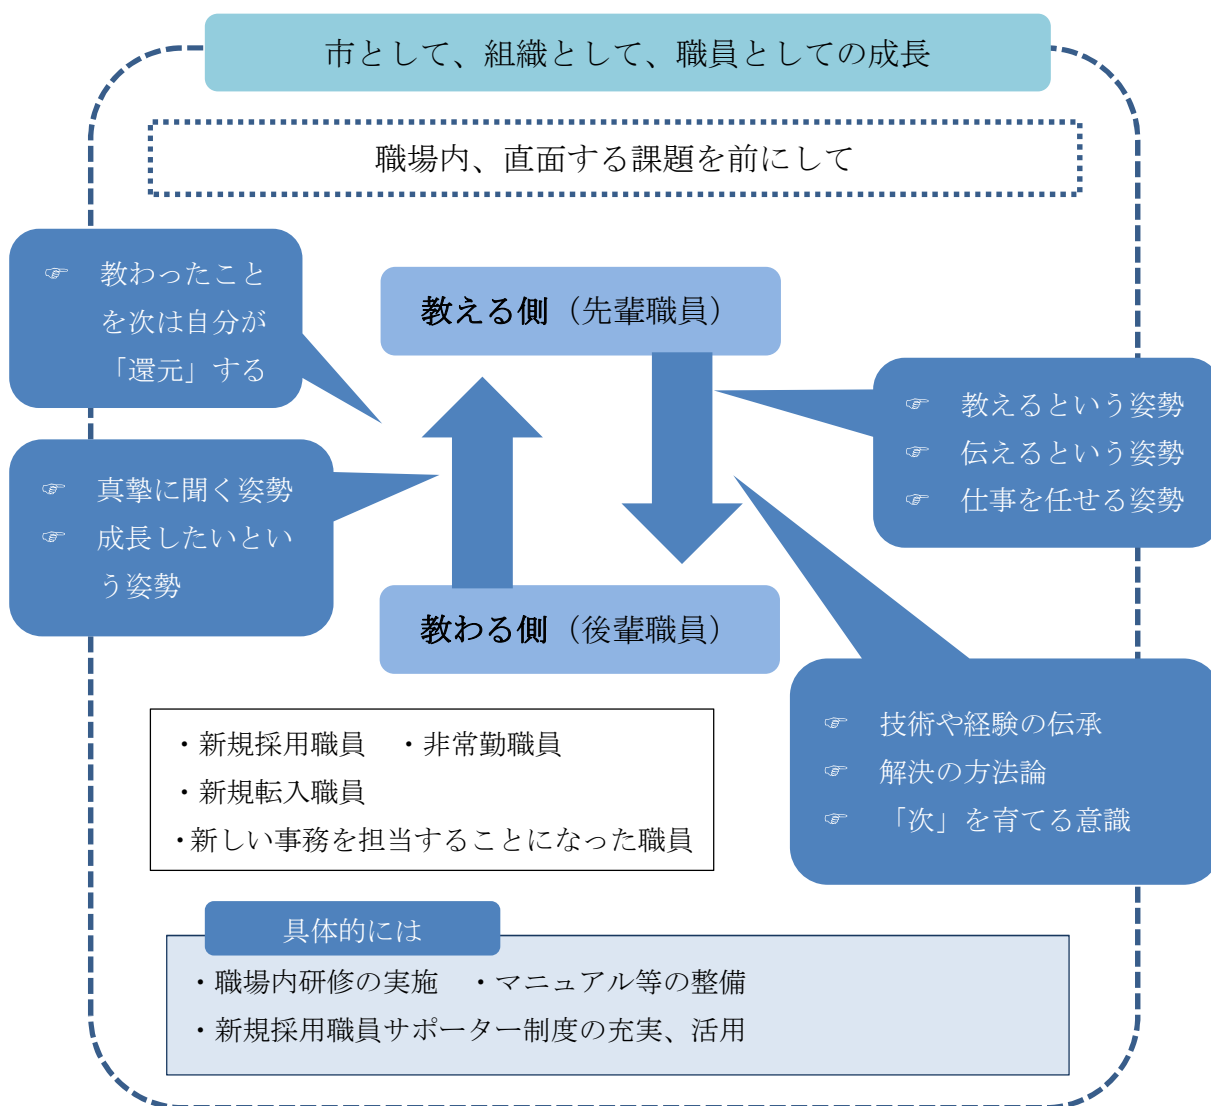 市として、組織として、職員としての成長
職場内、直面する課題を前にして
☞ 教わったこと
を次は自分が
「還元」する
教える側（先輩職員）
☞ 教えるという姿勢
☞ 伝えるという姿勢
☞ 仕事を任せる姿勢
☞ 真摯に聞く姿勢
☞ 成長したいとい
う姿勢
教わる側（後輩職員）
☞ 技術や経験の伝承
☞ 解決の方法論
☞ 「次」を育てる意識
・新規採用職員　・非常勤職員
・新規転入職員
・新しい事務を担当することになった職員
具体的には
・職場内研修の実施　・マニュアル等の整備
・新規採用職員サポーター制度の充実、活用